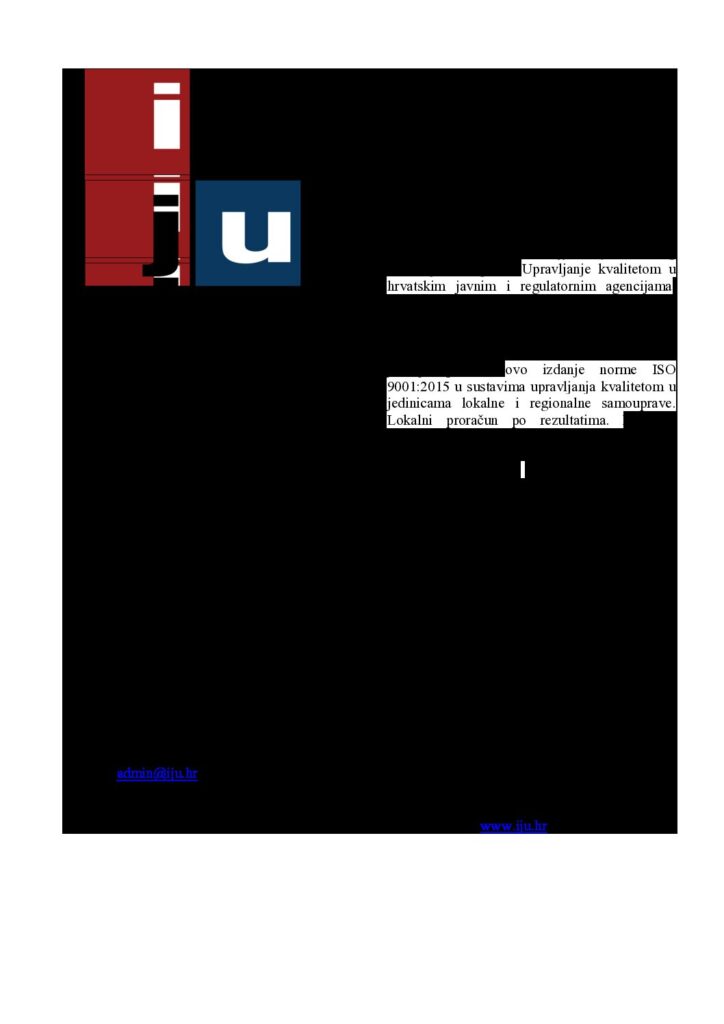 i
j u
Upravljanje kvalitetom u
hrvatskim javnim i regulatornim agencijama
ovo izdanje norme ISO
9001:2015 u sustavima upravljanja kvalitetom u
jedinicama lokalne i regionalne samouprave.
Lokalni proračun po rezultatima.
admin@iju.hr
www.iju.hr